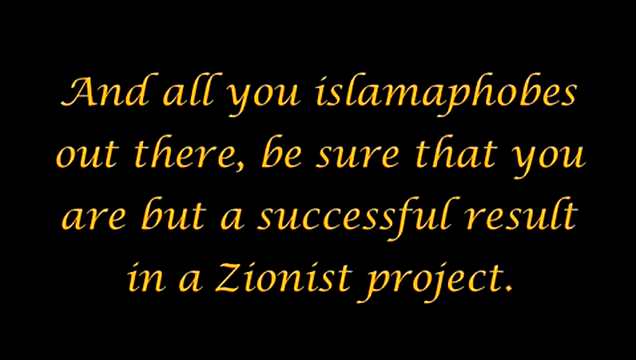 And all you islamaphobes
out there, be sure that you
are but a successful result
in a Zionist project.